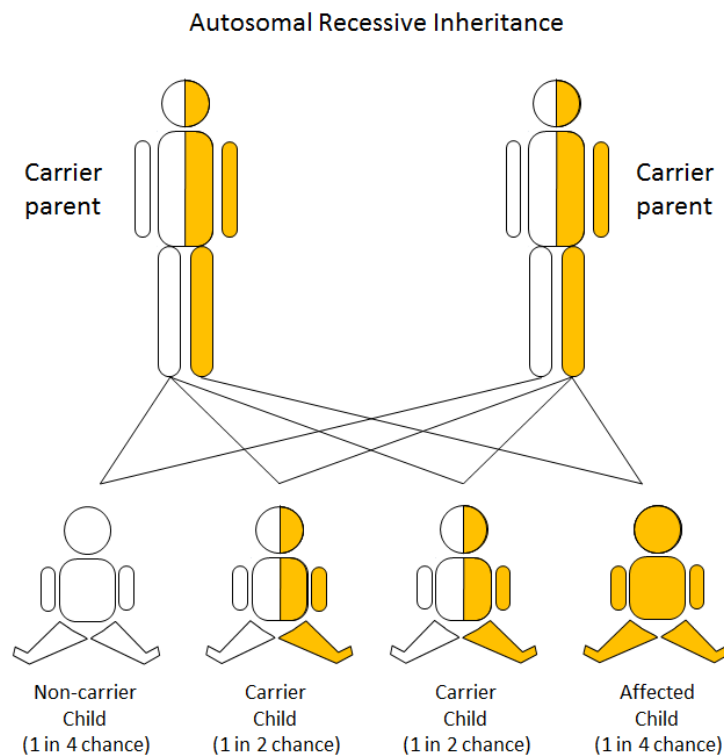 Autosomal Recessive Inheritance
Carrier
parent
Carrier
parent
Non-carrier
Child
(1 in 4 chance)
Carrier
Child
(1 in 2 chance)
Carrier
Child
(1 in 2 chance)
Affected
Child
(1 in 4 chance)